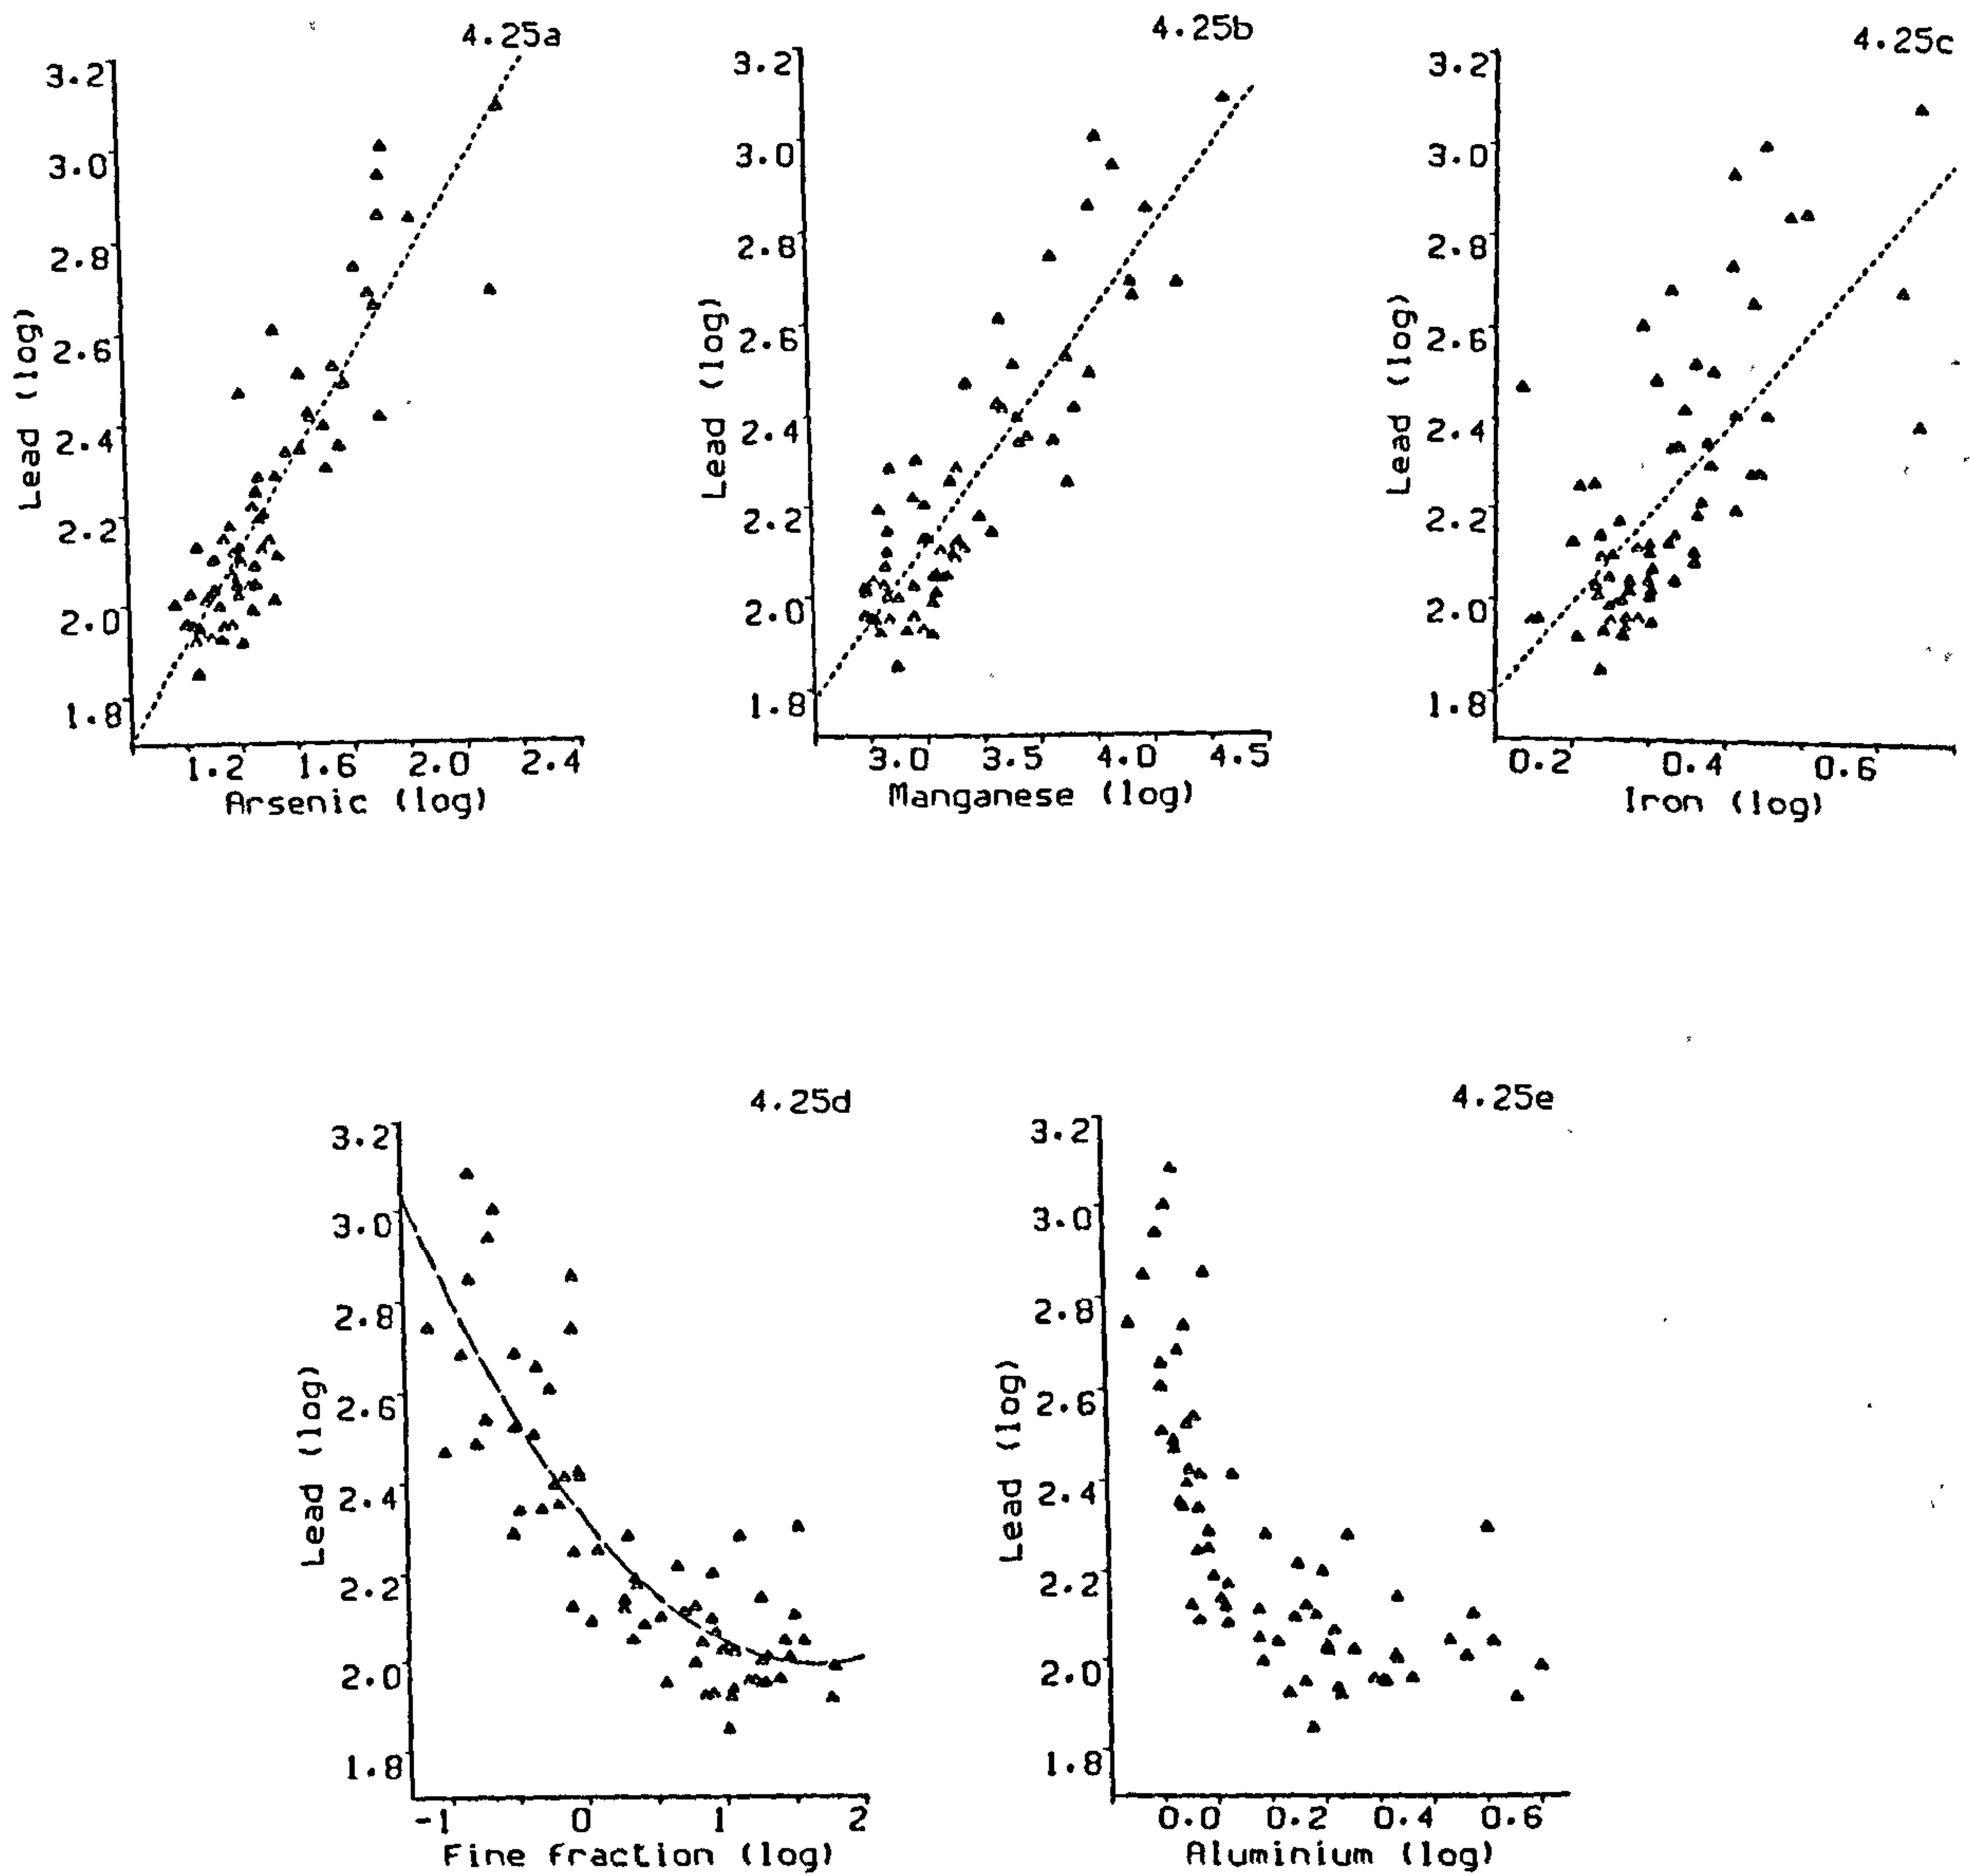 4.25a
3.2
3.0
2.8
2.6
2.4
2.2
2.0
1.8
Lead (log)
1.2 1.6 2.0 2.4
Arsenic (log)
4.25b
3.2
3.0
2.8
2.6
2.4
2.2
2.0
1.8
Lead (log)
3.0 3.5 4.0 4.5
Manganese (log)
4.25c
3.2
3.0
2.8
2.6
2.4
2.2
2.0
1.8
Lead (log)
0.2 0.4 0.6
Iron (log)
4.25d
3.2
3.0
2.8
2.6
2.4
2.2
2.0
1.8
Lead (log)
-1 0 1 2
Fine fraction (log)
4.25e
3.2
3.0
2.8
2.6
2.4
2.2
2.0
1.8
Lead (log)
0.0 0.2 0.4 0.6
Aluminium (log)